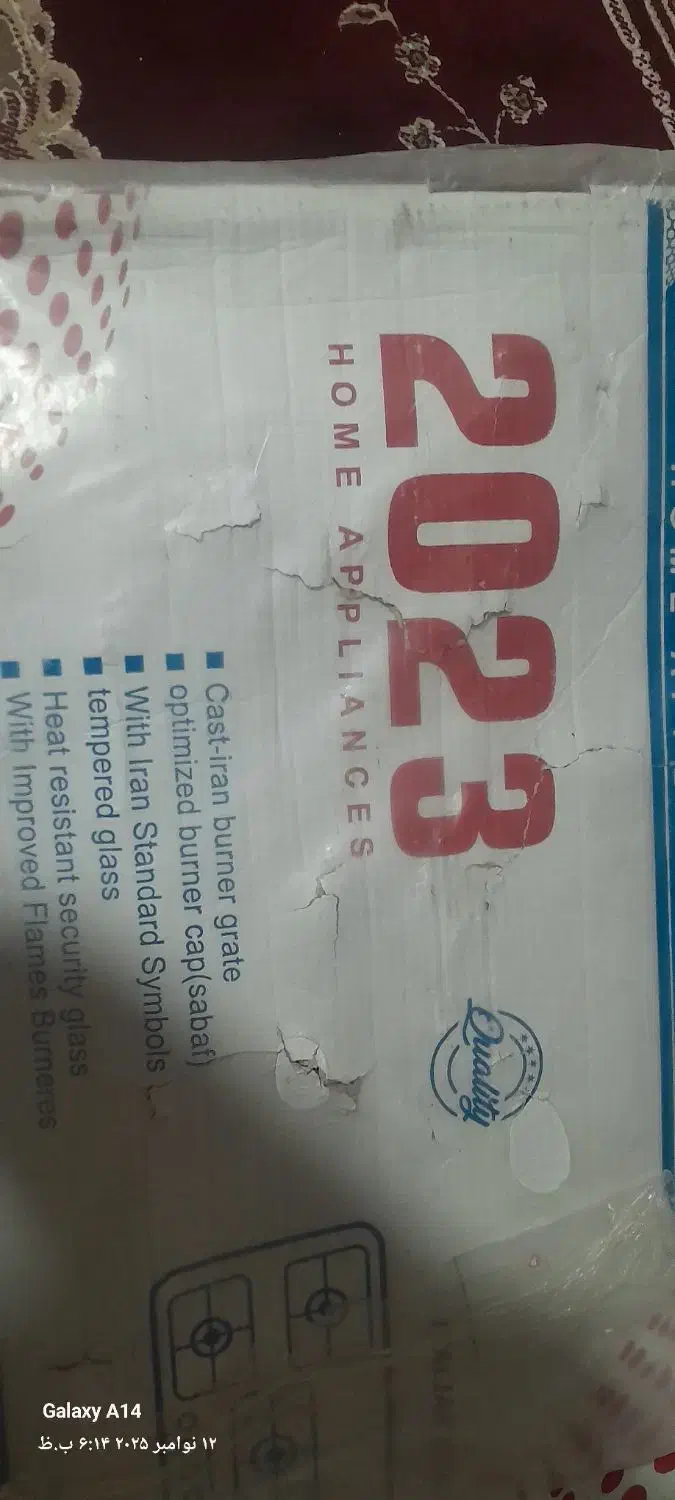 2023
HOME APPLIANCES
Quality
Cast-iran burner grate
optimized burner cap(sabaf)
With Iran Standard Symbols
tempered glass
Heat resistant security glass
With Improved Flames Burneres
Galaxy A14
۱۲ نوامبر ۲۰۲۵ ۶:۱۴ ب.ظ